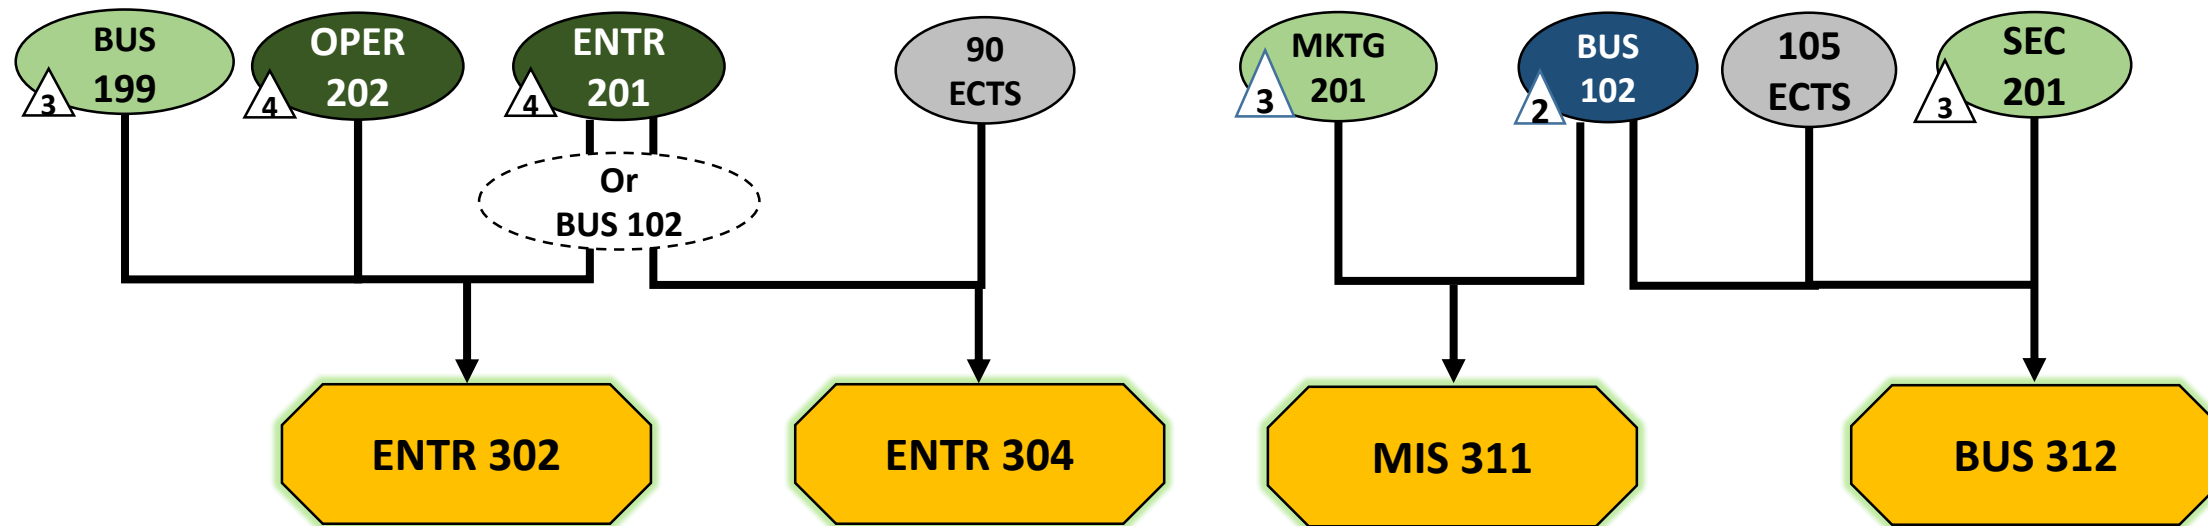 BUS
199
3
OPER
202
4
ENTR
201
4
90
ECTS
MKTG
201
3
BUS
102
2
105
ECTS
SEC
201
3
Or
BUS 102
ENTR 302
ENTR 304
MIS 311
BUS 312